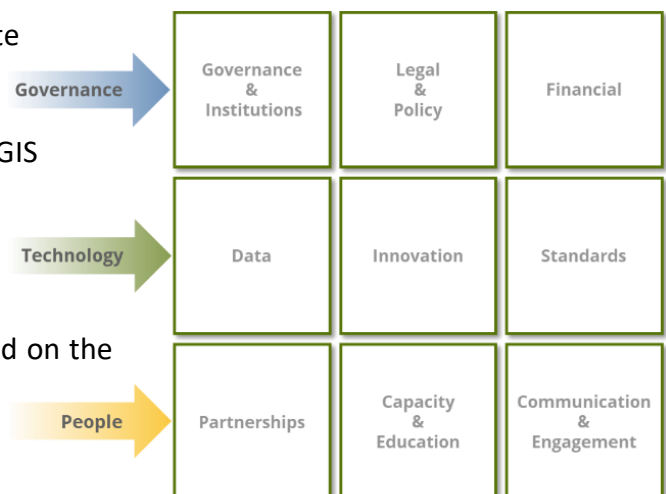 te
Governance
Governance
&
Institutions
Legal
&
Policy
Financial
GIS
Technology
Data
Innovation
Standards
d on the
People
Partnerships
Capacity
&
Education
Communication
&
Engagement